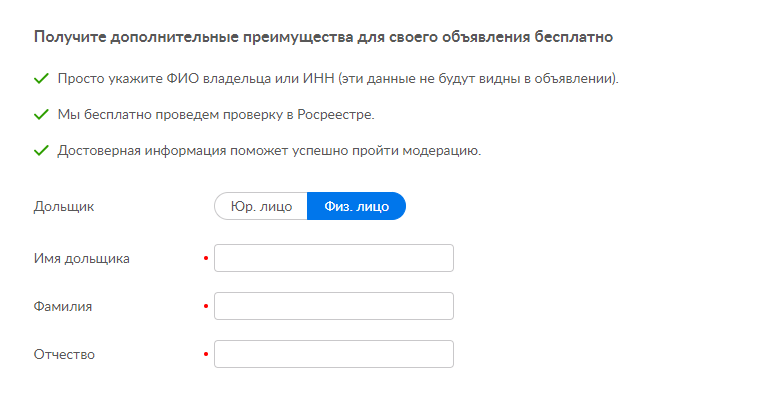 Получите дополнительные преимущества для своего объявления бесплатно
Просто укажите ФИО владельца или ИНН (эти данные не будут видны в объявлении).
Мы бесплатно проведем проверку в Росреестре.
Достоверная информация поможет успешно пройти модерацию.
Дольщик Юр. лицо Физ. лицо
Имя дольщика
Фамилия
Отчество